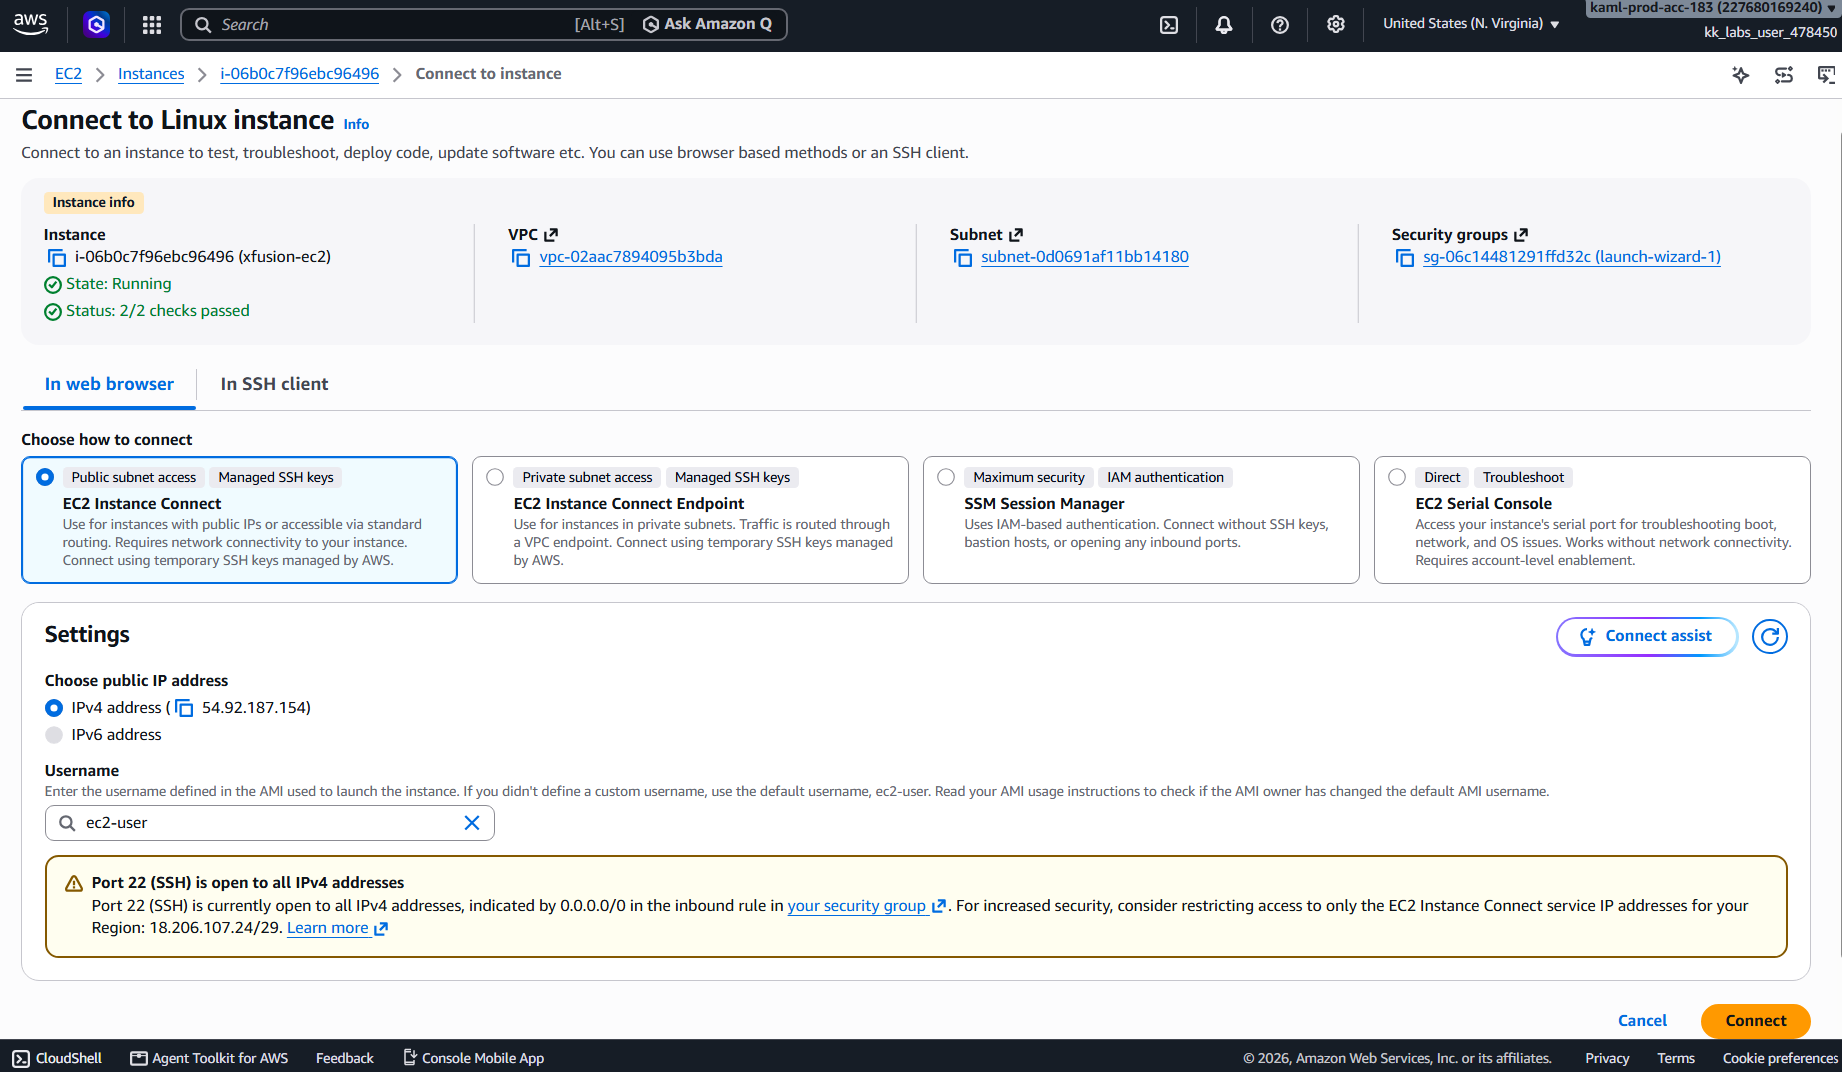 aws
Search [Alt+S] Ask Amazon Q
United States (N. Virginia) ▼
kaml-prod-acc-183 (227680169240) ▼
kk_labs_user_478450
EC2 > Instances > i-06b0c7f96ebc96496 > Connect to instance
Connect to Linux instance Info
Connect to an instance to test, troubleshoot, deploy code, update software etc. You can use browser based methods or an SSH client.
Instance info
Instance
i-06b0c7f96ebc96496 (xfusion-ec2)
State: Running
Status: 2/2 checks passed
VPC
vpc-02aac7894095b3bda
Subnet
subnet-0d0691af11bb14180
Security groups
sg-06c14481291ffd32c (launch-wizard-1)
In web browser
In SSH client
Choose how to connect
Public subnet access Managed SSH keys
EC2 Instance Connect
Use for instances with public IPs or accessible via standard
routing. Requires network connectivity to your instance.
Connect using temporary SSH keys managed by AWS.
Private subnet access Managed SSH keys
EC2 Instance Connect Endpoint
Use for instances in private subnets. Traffic is routed through
a VPC endpoint. Connect using temporary SSH keys managed
by AWS.
Maximum security IAM authentication
SSM Session Manager
Uses IAM-based authentication. Connect without SSH keys,
bastion hosts, or opening any inbound ports.
Direct Troubleshoot
EC2 Serial Console
Access your instance's serial port for troubleshooting boot,
network, and OS issues. Works without network connectivity.
Requires account-level enablement.
Settings
Connect assist
Choose public IP address
IPv4 address ( 54.92.187.154)
IPv6 address
Username
Enter the username defined in the AMI used to launch the instance. If you didn't define a custom username, use the default username, ec2-user. Read your AMI usage instructions to check if the AMI owner has changed the default AMI username.
ec2-user
Port 22 (SSH) is open to all IPv4 addresses
Port 22 (SSH) is currently open to all IPv4 addresses, indicated by 0.0.0.0/0 in the inbound rule in your security group. For increased security, consider restricting access to only the EC2 Instance Connect service IP addresses for your
Region: 18.206.107.24/29. Learn more
Cancel Connect
CloudShell Agent Toolkit for AWS Feedback Console Mobile App © 2026, Amazon Web Services, Inc. or its affiliates. Privacy Terms Cookie preferences